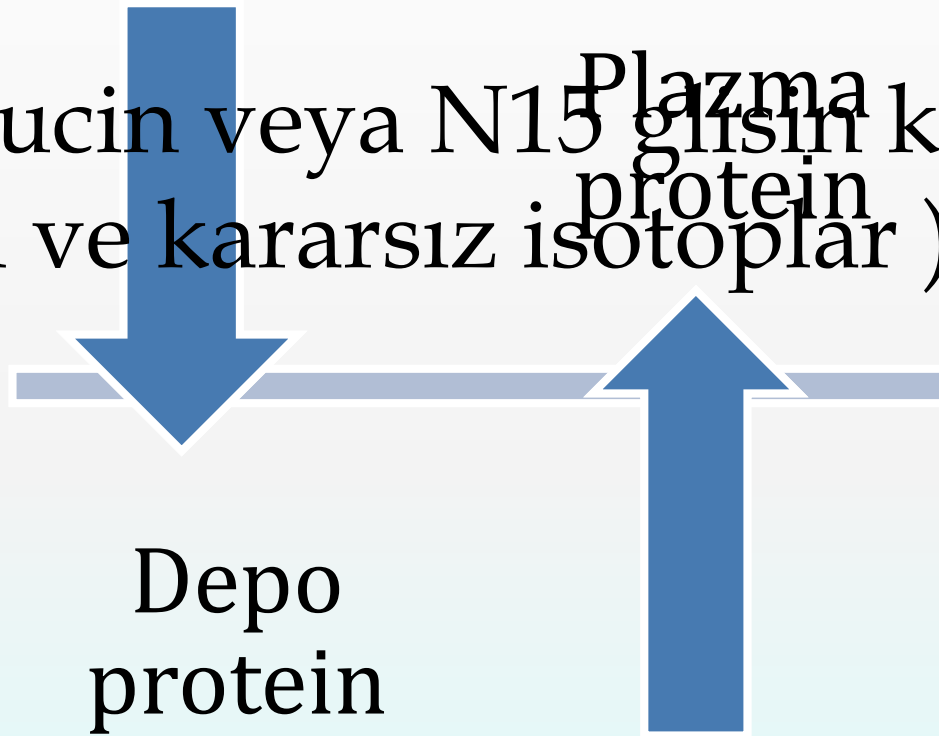 Plazma
ucin veya N15 glisin k
protein
ve kararsız isotoplar )
Depo
protein